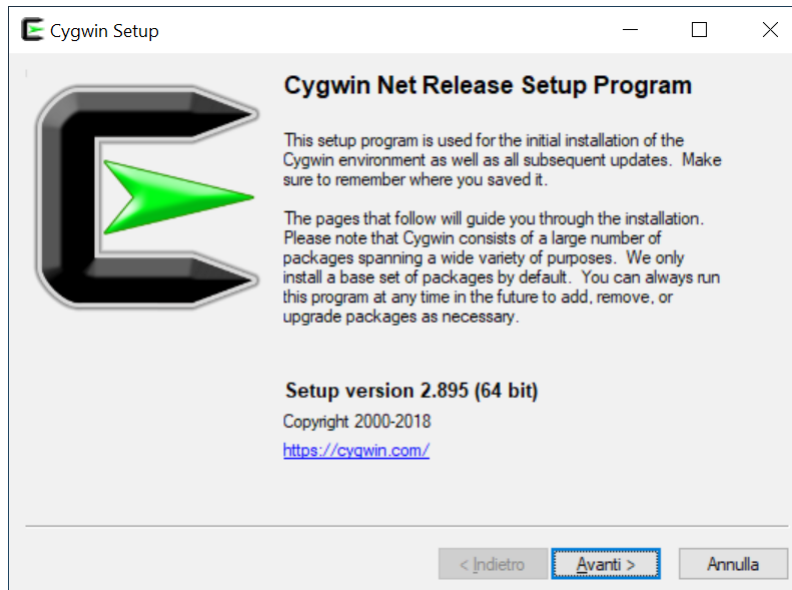 Cygwin Setup
Cygwin Net Release Setup Program
This setup program is used for the initial installation of the
Cygwin environment as well as all subsequent updates.  Make
sure to remember where you saved it.
The pages that follow will guide you through the installation.
Please note that Cygwin consists of a large number of
packages spanning a wide variety of purposes.  We only
install a base set of packages by default.  You can always run
this program at any time in the future to add, remove, or
upgrade packages as necessary.
Setup version 2.895 (64 bit)
Copyright 2000-2018
https://cygwin.com/
< Indietro
Avanti >
Annulla